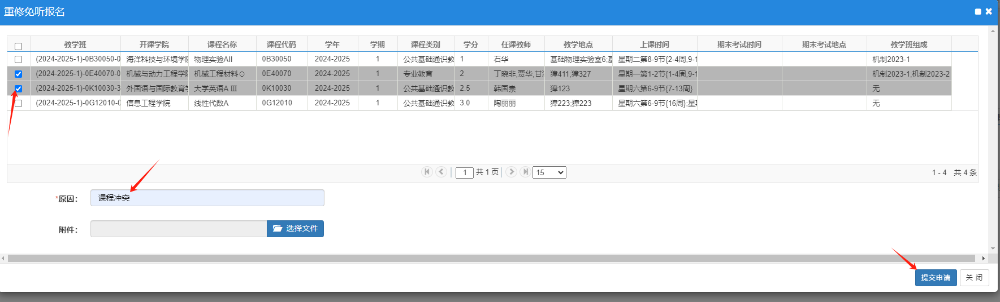 重修免听报名
教学班 开课学院 课程名称 课程代码 学年 学期 课程类别 学分 任课教师 教学地点 上课时间 期末考试时间 期末考试地点 教学班组成
(2024-2025-1)-0B30050-0 海洋科技与环境学院 物理实验AII 0B30050 2024-2025 1 公共基础通识教 1 石华 基础物理实验室6;基 星期二第8-9节{2-4周,9-1 机制2023-1
(2024-2025-1)-0E40070-0 机械与动力工程学院 机械工程材料⊙ 0E40070 2024-2025 1 专业教育 2 丁晓非,贾华,甘 獐411;獐327 星期一第1-2节{1-4周,9-1 机制2023-1;机制2023-2
(2024-2025-1)-0K10030-3 外国语与国际教育学 大学英语A Ⅲ 0K10030 2024-2025 1 公共基础通识教 2.5 韩国崇 獐123 星期六第6-9节{7-13周} 无
(2024-2025-1)-0G12010-0 信息工程学院 线性代数A 0G12010 2024-2025 1 公共基础通识教 3.0 陶丽丽 獐223;獐223 星期六第6-9节{16周};星 无
1 共 1 页 15 1 - 4 共 4 条
*原因： 课程冲突
附件： 选择文件
提交申请 关 闭